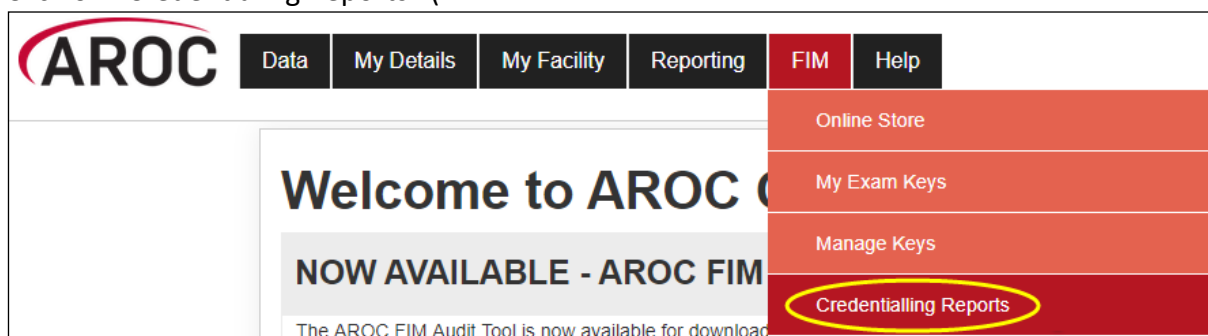 AROC
Data
My Details
My Facility
Reporting
FIM
Help
Online Store
My Exam Keys
Manage Keys
Credentialling Reports
Welcome to AROC
NOW AVAILABLE - AROC FIM
The AROC FIM Audit Tool is now available for download